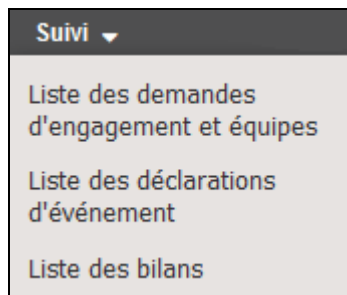 Suivi
Liste des demandes
d'engagement et équipes
Liste des déclarations
d'événement
Liste des bilans